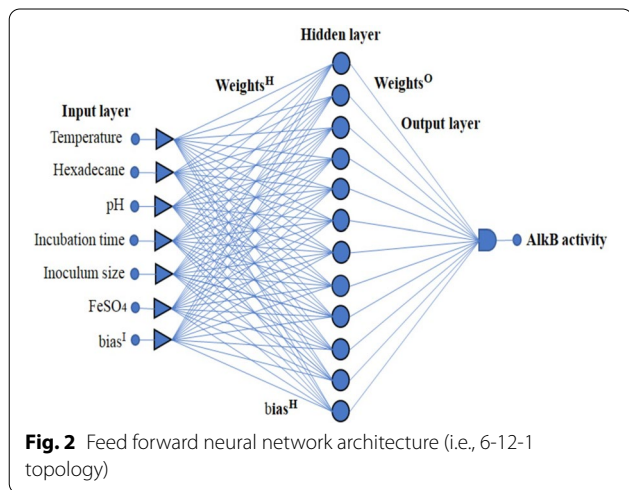 Hidden layer
Weights^H
Weights^O
Input layer
Output layer
Temperature
Hexadecane
pH
Incubation time
AlkB activity
Inoculum size
FeSO4
bias^I
bias^H
Fig. 2 Feed forward neural network architecture (i.e., 6-12-1
topology)